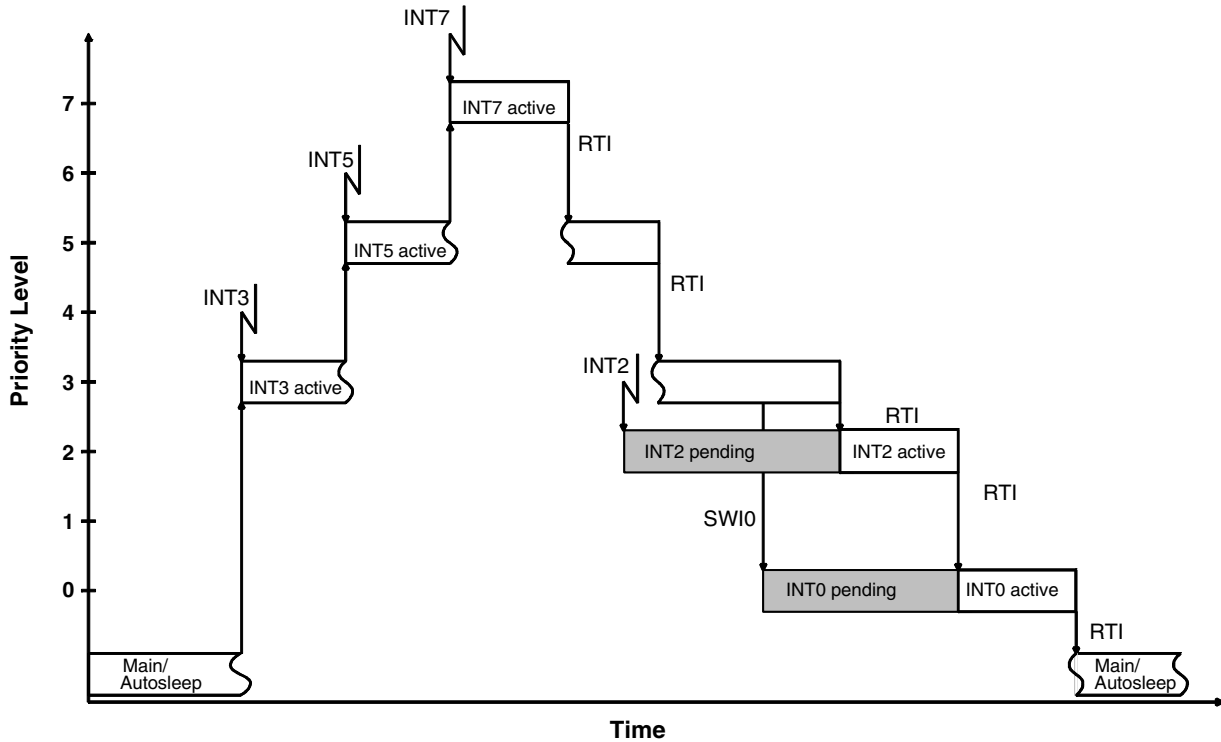 INT7
7
INT7 active
RTI
INT5
6
5
INT5 active
RTI
INT3
4
INT2
3
INT3 active
RTI
2
INT2 pending
INT2 active
RTI
1
SWI0
0
INT0 pending
INT0 active
RTI
Main/
Autosleep
Main/
Autosleep
Priority Level
Time